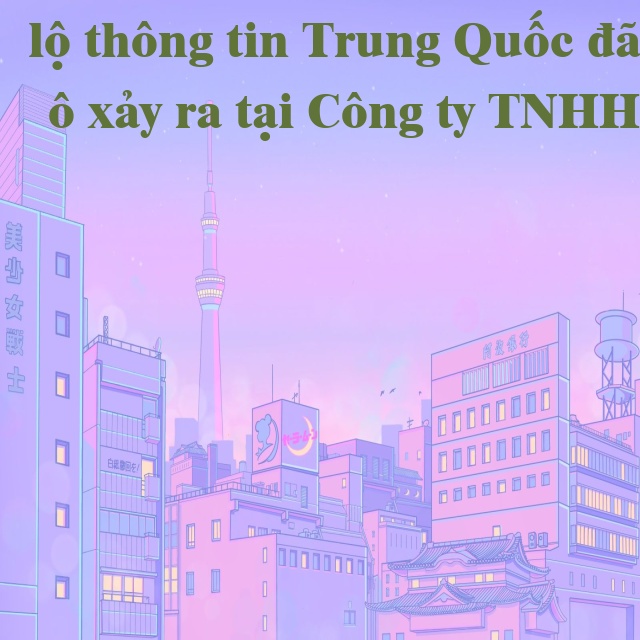 lộ thông tin Trung Quốc đã
ô xảy ra tại Công ty TNHH
美少女戦士